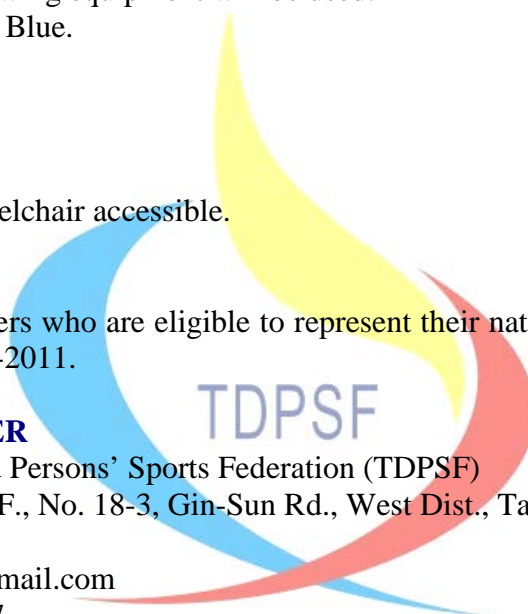 Blue.
elchair accessible.
ers who are eligible to represent their nat
-2011.
TDPSF
ER
Persons’ Sports Federation (TDPSF)
F., No. 18-3, Gin-Sun Rd., West Dist., Ta
mail.com